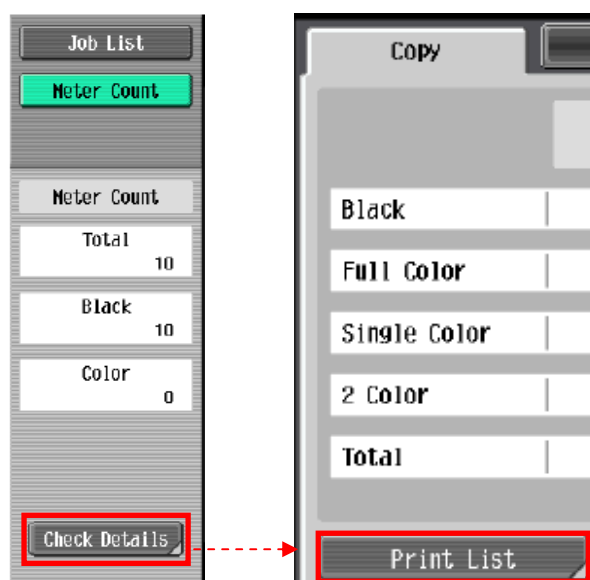 Job List
Meter Count
Meter Count
Total
10
Black
10
Color
0
Check Details
Copy
Black
Full Color
Single Color
2 Color
Total
Print List